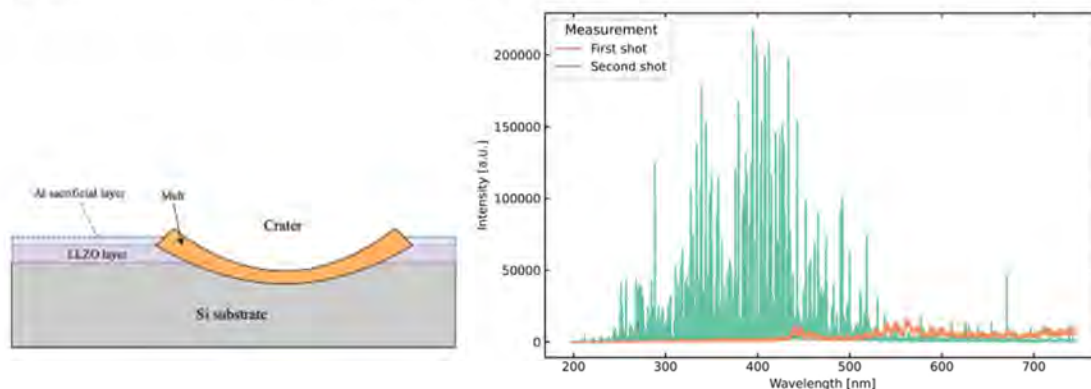 Al sacrificial layer
Melt
Crater
LLZO layer
Si substrate
Measurement
First shot
Second shot
Intensity [a.u.]
200000
150000
100000
50000
0
200
300
400
500
600
700
Wavelength [nm]